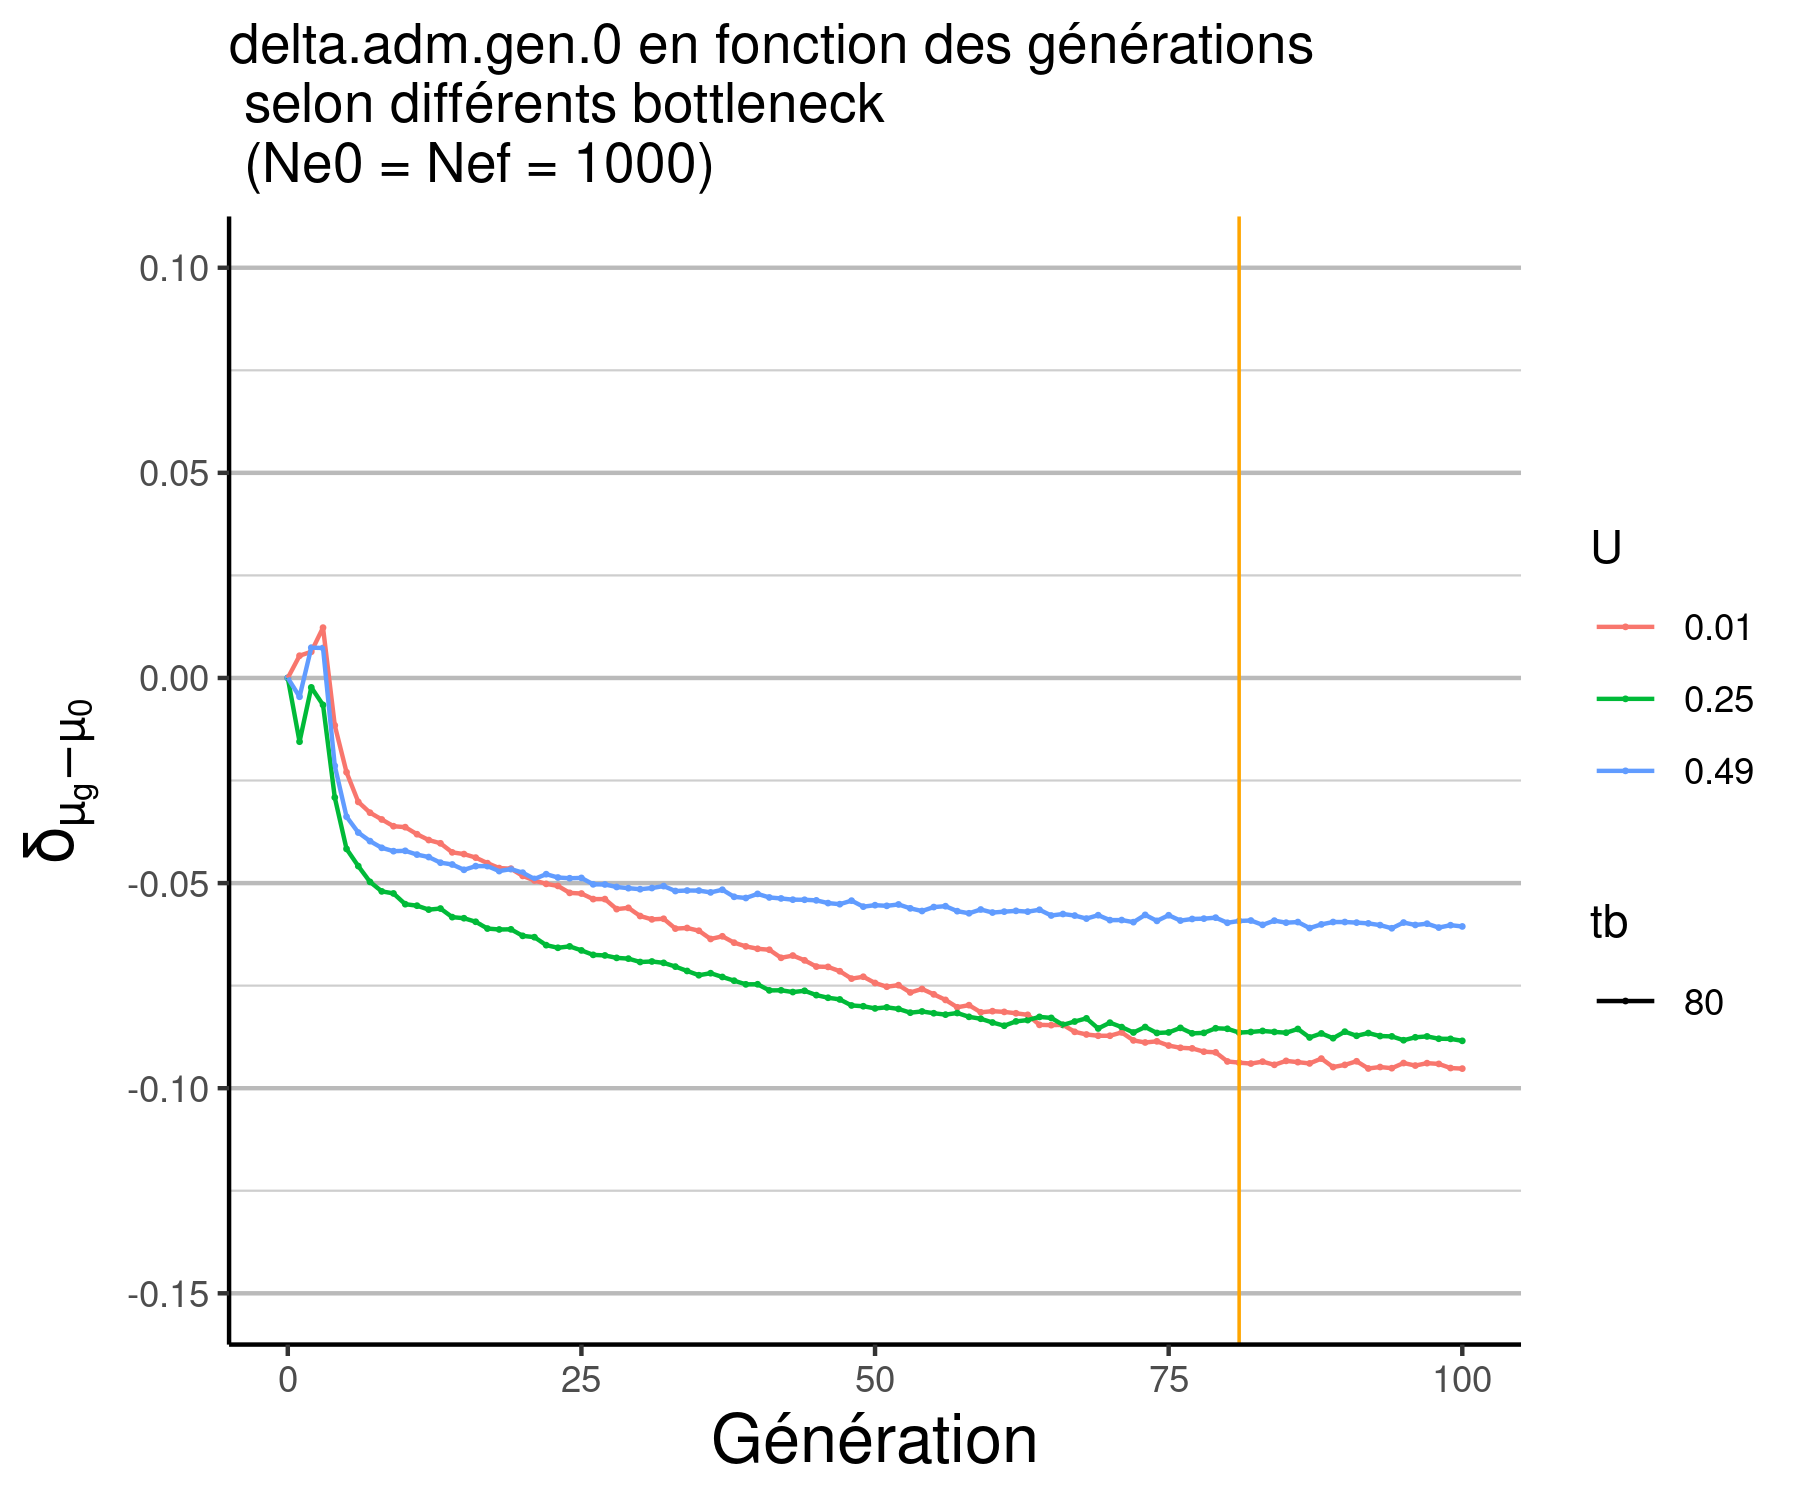 delta.adm.gen.0 en fonction des générations
selon différents bottleneck
(Ne0 = Nef = 1000)
0.10
0.05
0.00
-0.05
-0.10
-0.15
δμg−μ0
0 25 50 75 100
Génération
U
0.01
0.25
0.49
tb
80